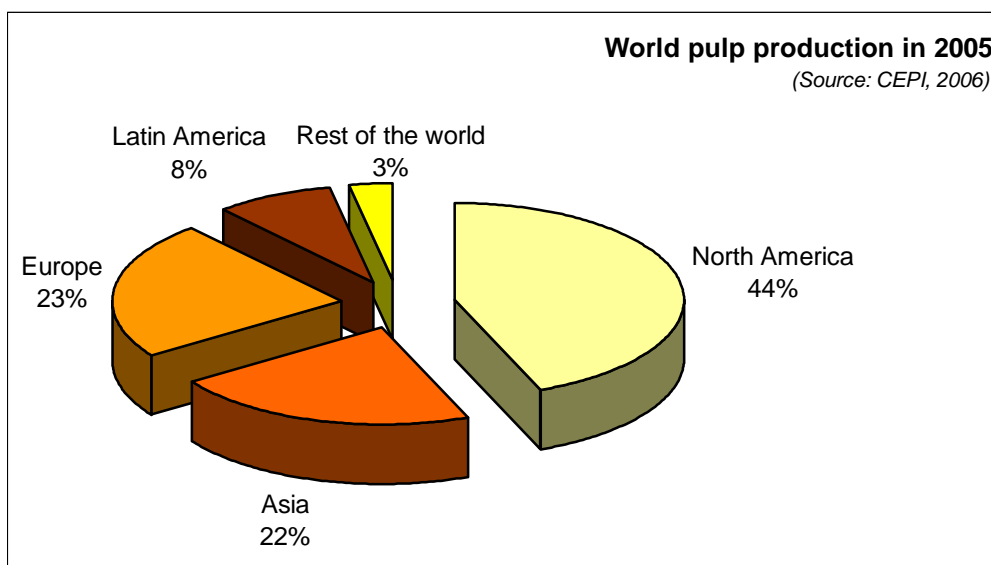 World pulp production in 2005
(Source: CEPI, 2006)
Latin America
8%
Rest of the world
3%
North America
44%
Europe
23%
Asia
22%